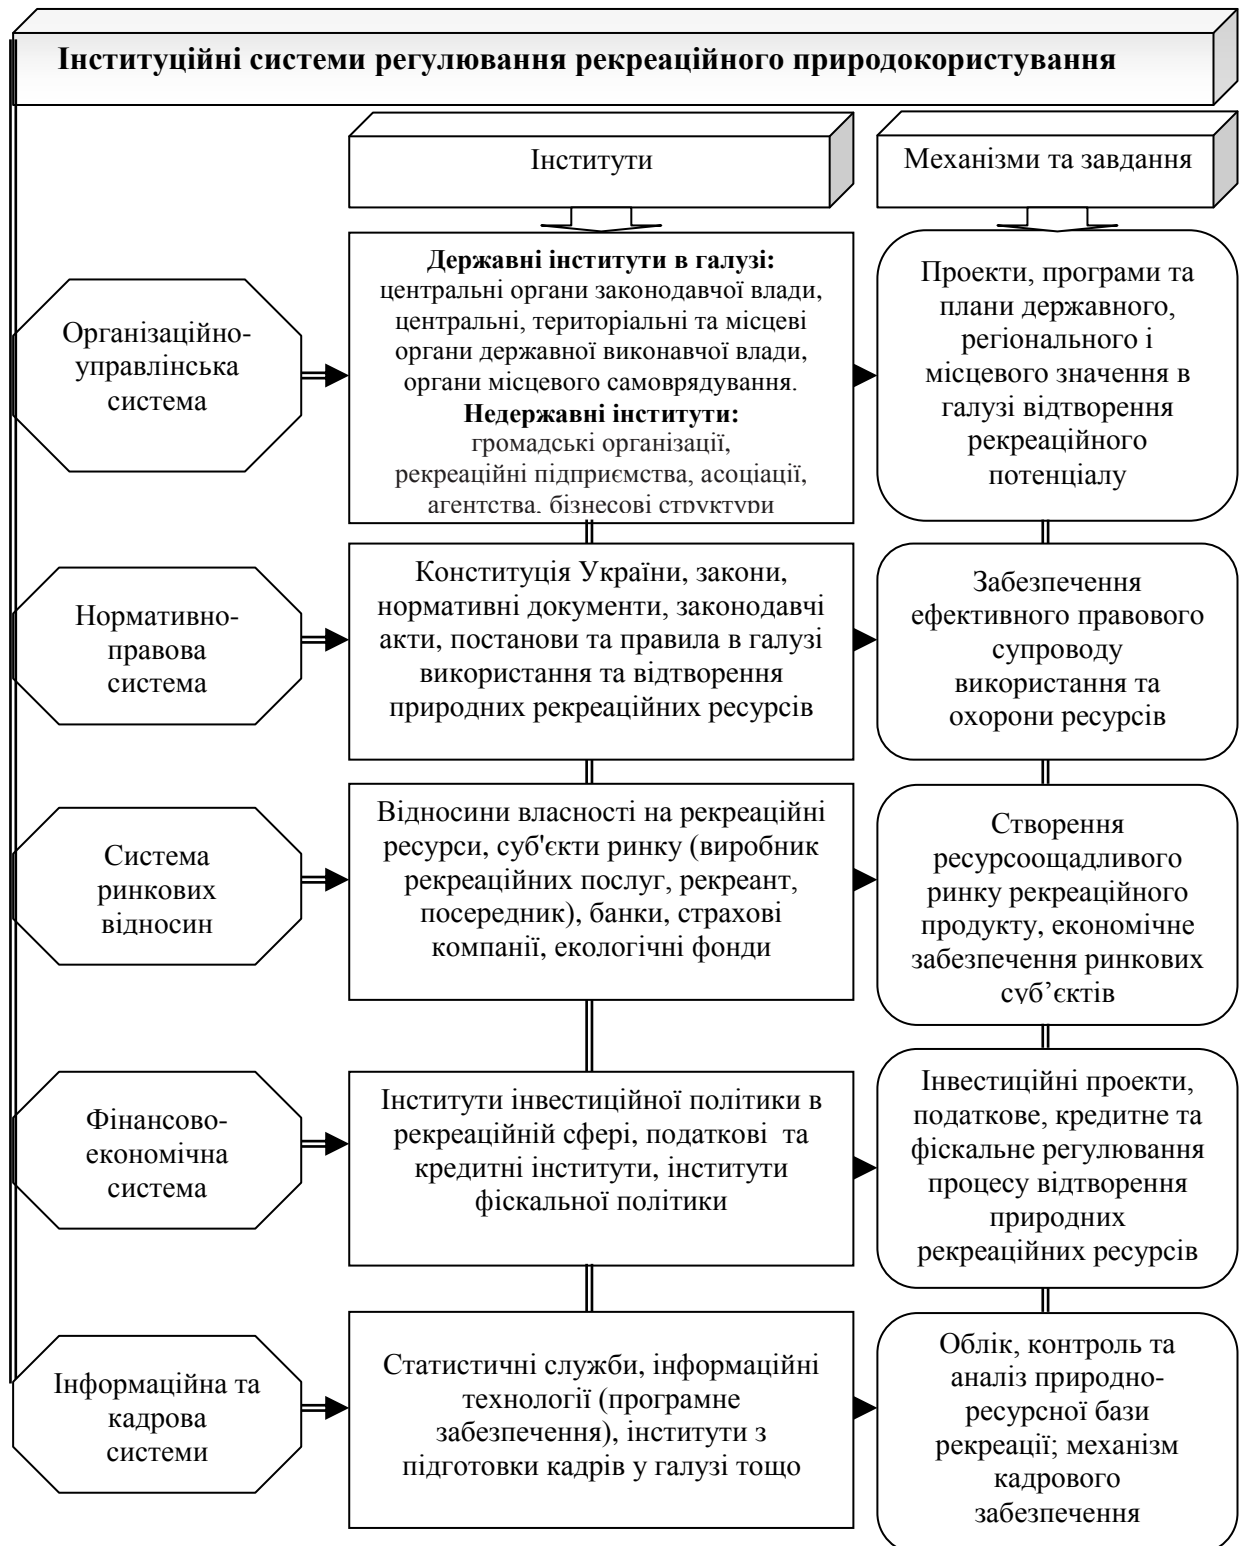 Інституційні системи регулювання рекреаційного природокористування
Інститути
Механізми та завдання
Організаційно-
управлінська
система
Державні інститути в галузі:
центральні органи законодавчої влади,
центральні, територіальні та місцеві
органи державної виконавчої влади,
органи місцевого самоврядування.
Недержавні інститути:
громадські організації,
рекреаційні підприємства, асоціації,
агентства, бізнесові структури
Проекти, програми та
плани державного,
регіонального і
місцевого значення в
галузі відтворення
рекреаційного
потенціалу
Нормативно-
правова
система
Конституція України, закони,
нормативні документи, законодавчі
акти, постанови та правила в галузі
використання та відтворення
природних рекреаційних ресурсів
Забезпечення
ефективного правового
супроводу
використання та
охорони ресурсів
Система
ринкових
відносин
Відносини власності на рекреаційні
ресурси, суб'єкти ринку (виробник
рекреаційних послуг, рекреант,
посередник), банки, страхові
компанії, екологічні фонди
Створення
ресурсоощадливого
ринку рекреаційного
продукту, економічне
забезпечення ринкових
суб’єктів
Фінансово-
економічна
система
Інститути інвестиційної політики в
рекреаційній сфері, податкові та
кредитні інститути, інститути
фіскальної політики
Інвестиційні проекти,
податкове, кредитне та
фіскальне регулювання
процесу відтворення
природних
рекреаційних ресурсів
Інформаційна та
кадрова
системи
Статистичні служби, інформаційні
технології (програмне
забезпечення), інститути з
підготовки кадрів у галузі тощо
Облік, контроль та
аналіз природно-
ресурсної бази
рекреації; механізм
кадрового
забезпечення